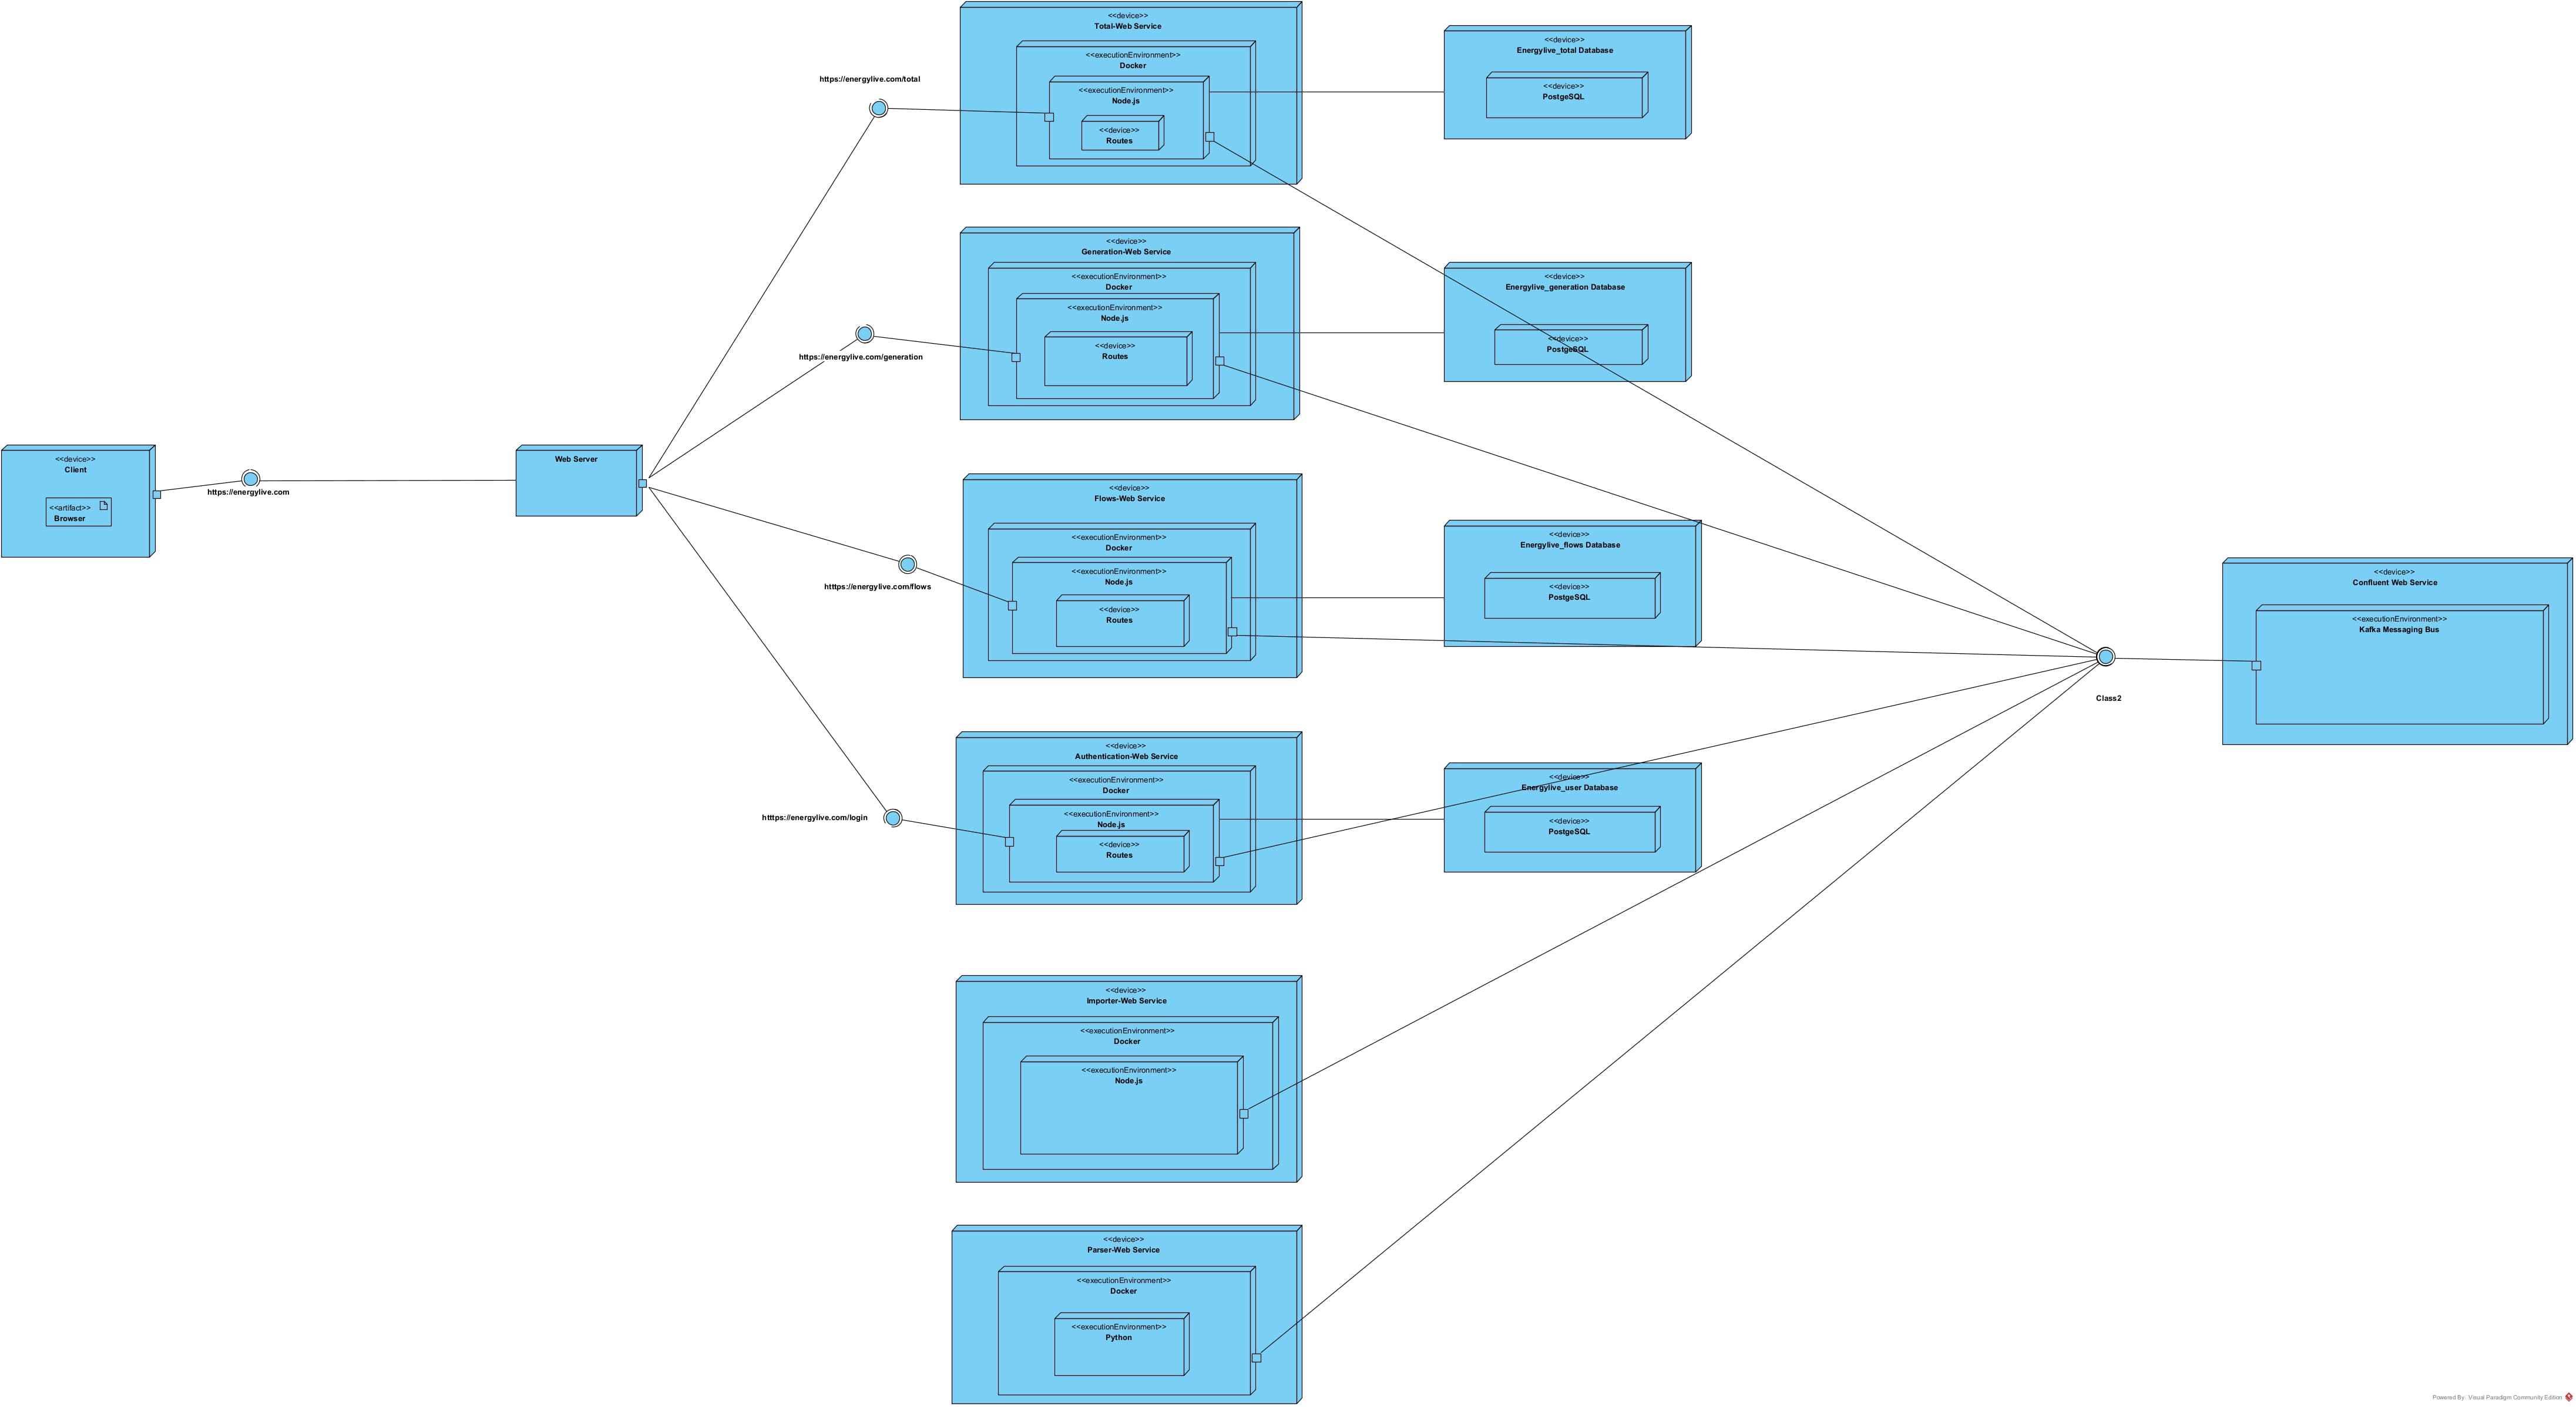 <<device>>
Client
<<artifact>>
Browser
https://energylive.com
Web Server
https://energylive.com/total
https://energylive.com/generation
htttps://energylive.com/flows
htttps://energylive.com/login
<<device>>
Total-Web Service
<<executionEnvironment>>
Docker
<<executionEnvironment>>
Node.js
<<device>>
Routes
<<device>>
Energylive_total Database
<<device>>
PostgeSQL
<<device>>
Generation-Web Service
<<executionEnvironment>>
Docker
<<executionEnvironment>>
Node.js
<<device>>
Routes
<<device>>
Energylive_generation Database
<<device>>
PostgeSQL
<<device>>
Flows-Web Service
<<executionEnvironment>>
Docker
<<executionEnvironment>>
Node.js
<<device>>
Routes
<<device>>
Energylive_flows Database
<<device>>
PostgeSQL
<<device>>
Authentication-Web Service
<<executionEnvironment>>
Docker
<<executionEnvironment>>
Node.js
<<device>>
Routes
<<device>>
Energylive_user Database
<<device>>
PostgeSQL
<<device>>
Importer-Web Service
<<executionEnvironment>>
Docker
<<executionEnvironment>>
Node.js
<<device>>
Parser-Web Service
<<executionEnvironment>>
Docker
<<executionEnvironment>>
Python
Class2
<<device>>
Confluent Web Service
<<executionEnvironment>>
Kafka Messaging Bus
Powered By Visual Paradigm Community Edition